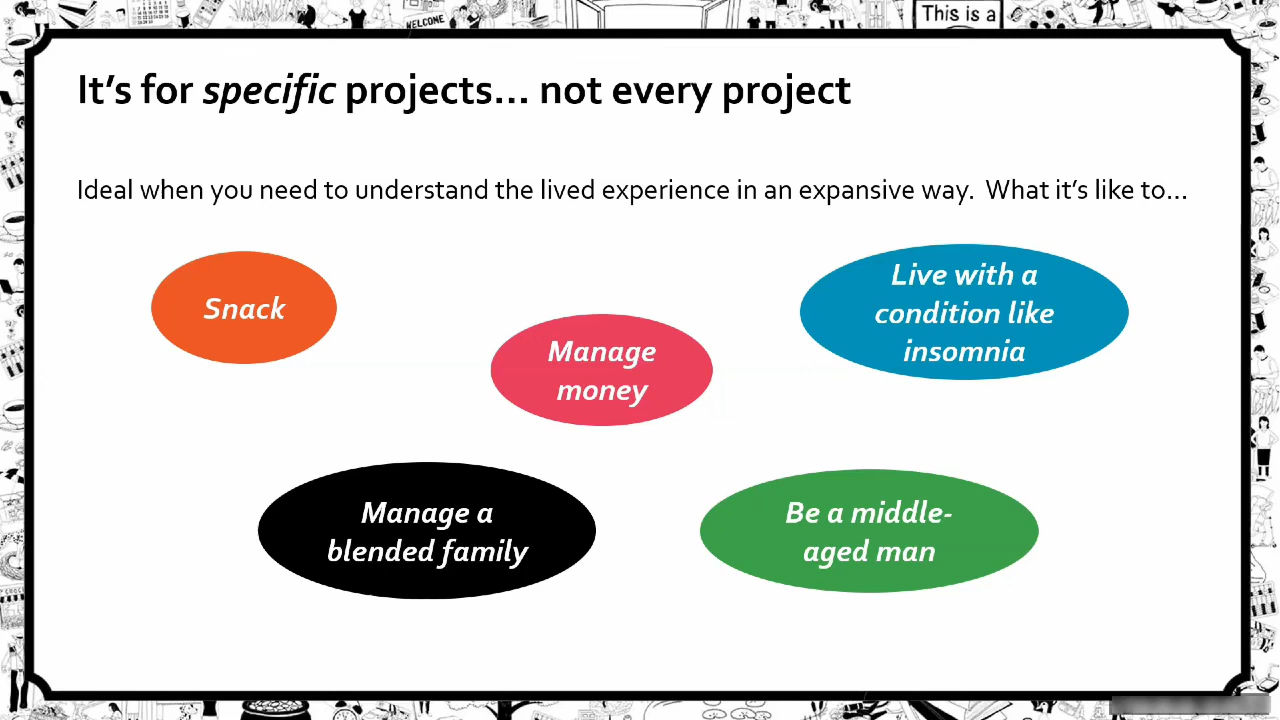 WELCOME
This is a
It’s for specific projects… not every project
Ideal when you need to understand the lived experience in an expansive way.  What it’s like to…
Snack
Manage
money
Live with a
condition like
insomnia
Manage a
blended family
Be a middle-
aged man